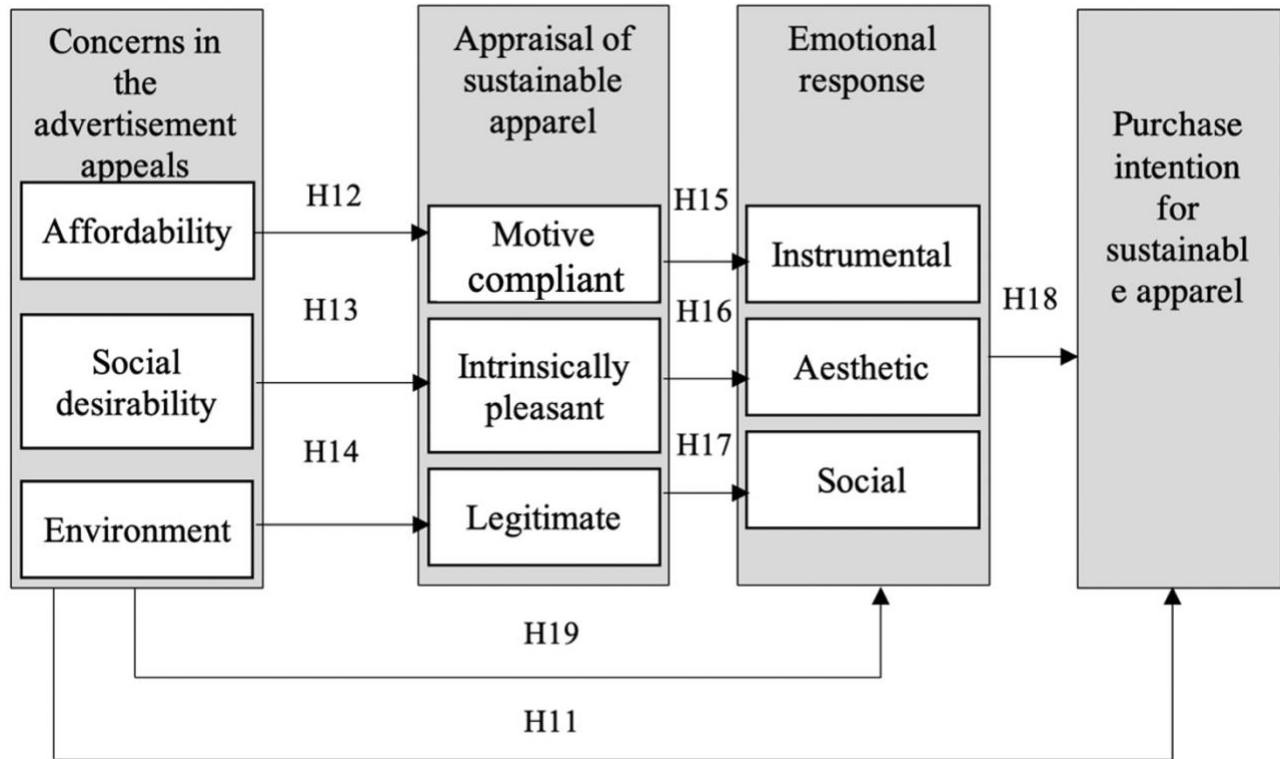 Concerns in
the
advertisement
appeals
Affordability
Social
desirability
Environment
H12
H13
H14
Appraisal of
sustainable
apparel
Motive
compliant
Intrinsically
pleasant
Legitimate
H15
H16
H17
Emotional
response
Instrumental
Aesthetic
Social
H18
Purchase
intention
for
sustainabl
e apparel
H19
H11